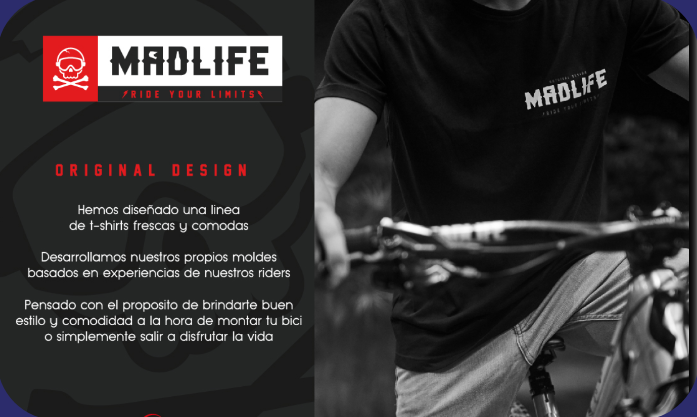 MADLIFE
RIDE YOUR LIMITS
ORIGINAL DESIGN
Hemos diseñado una linea
de t-shirts frescas y comodas
Desarrollamos nuestros propios moldes
basados en experiencias de nuestros riders
Pensado con el proposito de brindarte buen
estilo y comodidad a la hora de montar tu bici
o simplemente salir a disfrutar la vida
ORIGINAL DESIGN
MADLIFE
RIDE YOUR LIMITS